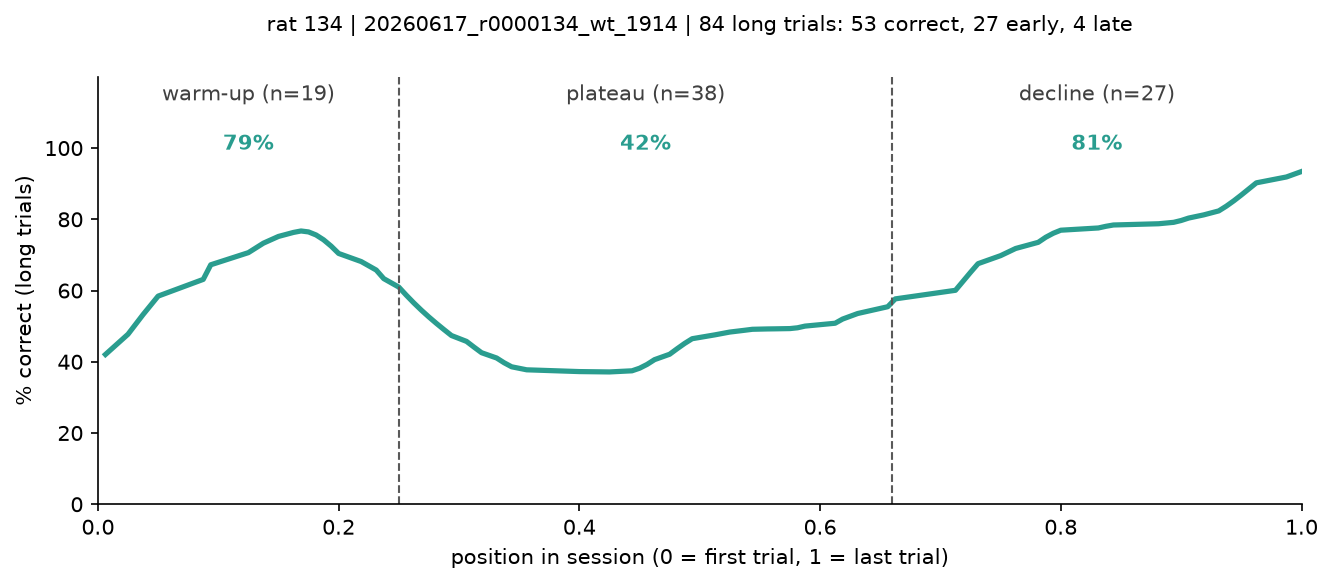 rat 134 | 20260617_r0000134_wt_1914 | 84 long trials: 53 correct, 27 early, 4 late
warm-up (n=19)
plateau (n=38)
decline (n=27)
79%
42%
81%
% correct (long trials)
100
80
60
40
20
0
0.0
0.2
0.4
0.6
0.8
1.0
position in session (0 = first trial, 1 = last trial)